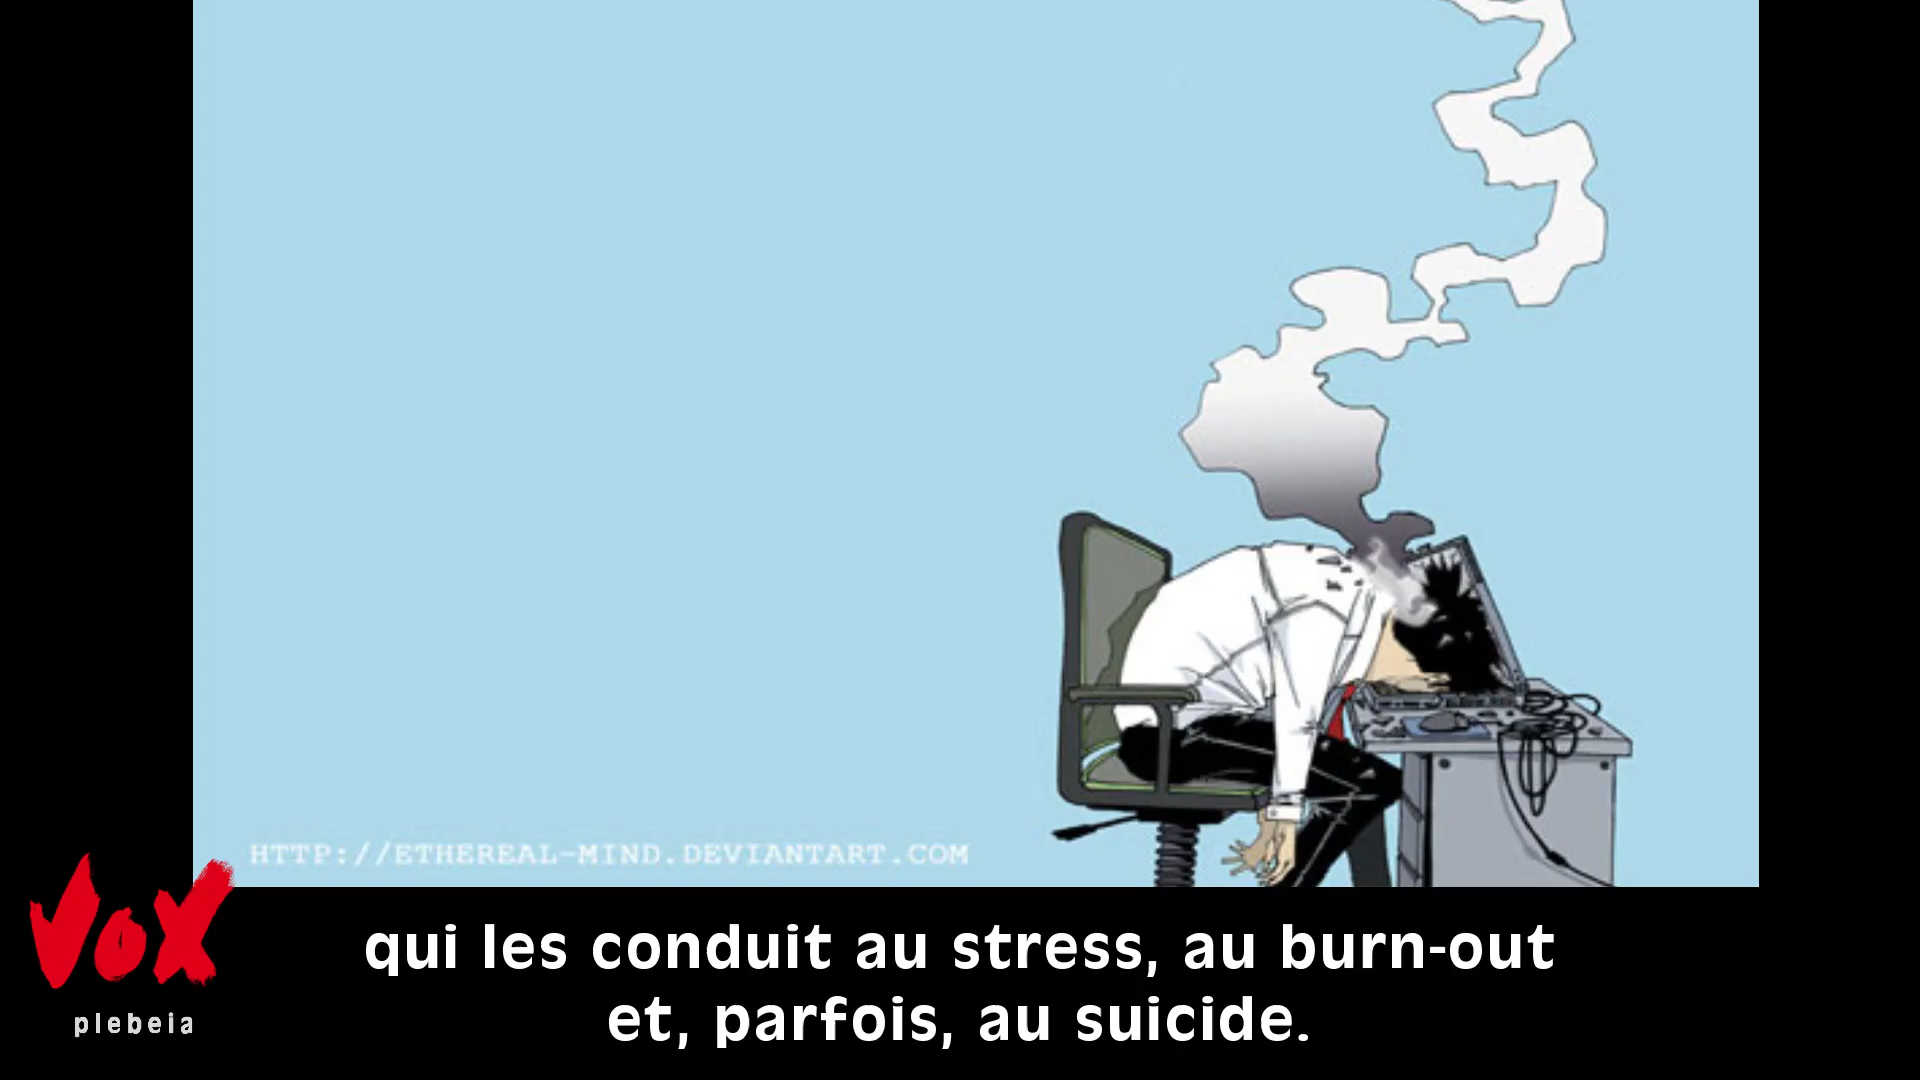 HTTP://ETHEREAL-MIND.DEVIANTART.COM
VoX
plebeia
qui les conduit au stress, au burn-out
et, parfois, au suicide.